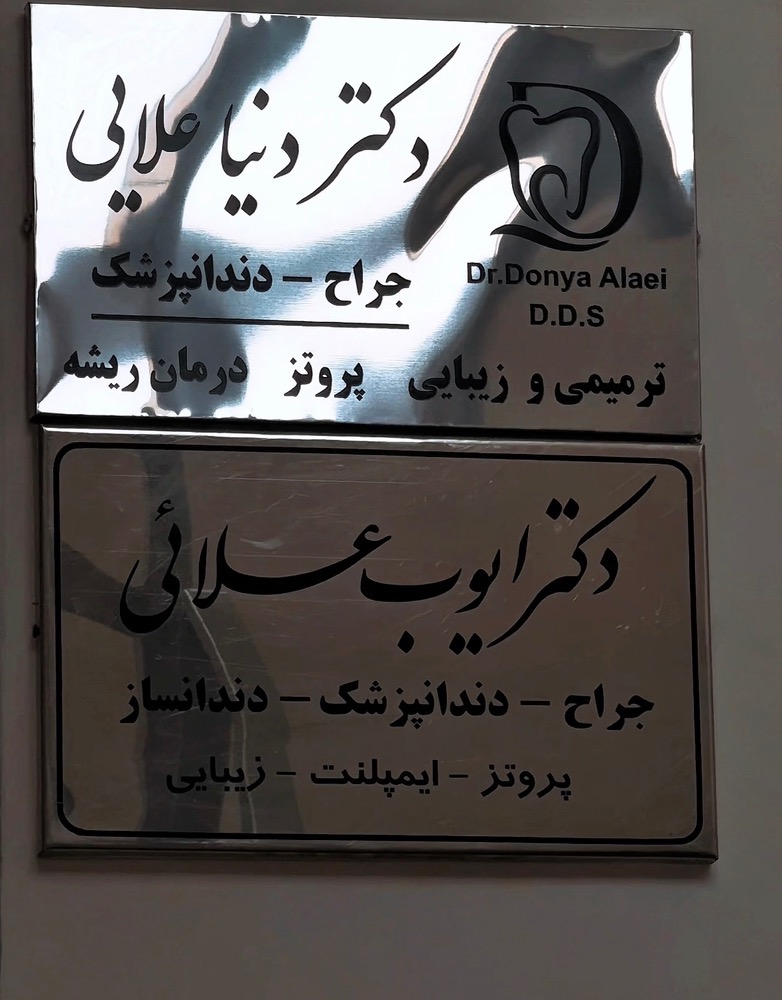 دکتر دنیا علایی
جراح – دندانپزشک
Dr.Donya Alaei
D.D.S
ترمیمی و زیبایی پروتز درمان ریشه
دکتر ایوب علائی
جراح – دندانپزشک – دندانساز
پروتز – ایمپلنت – زیبایی